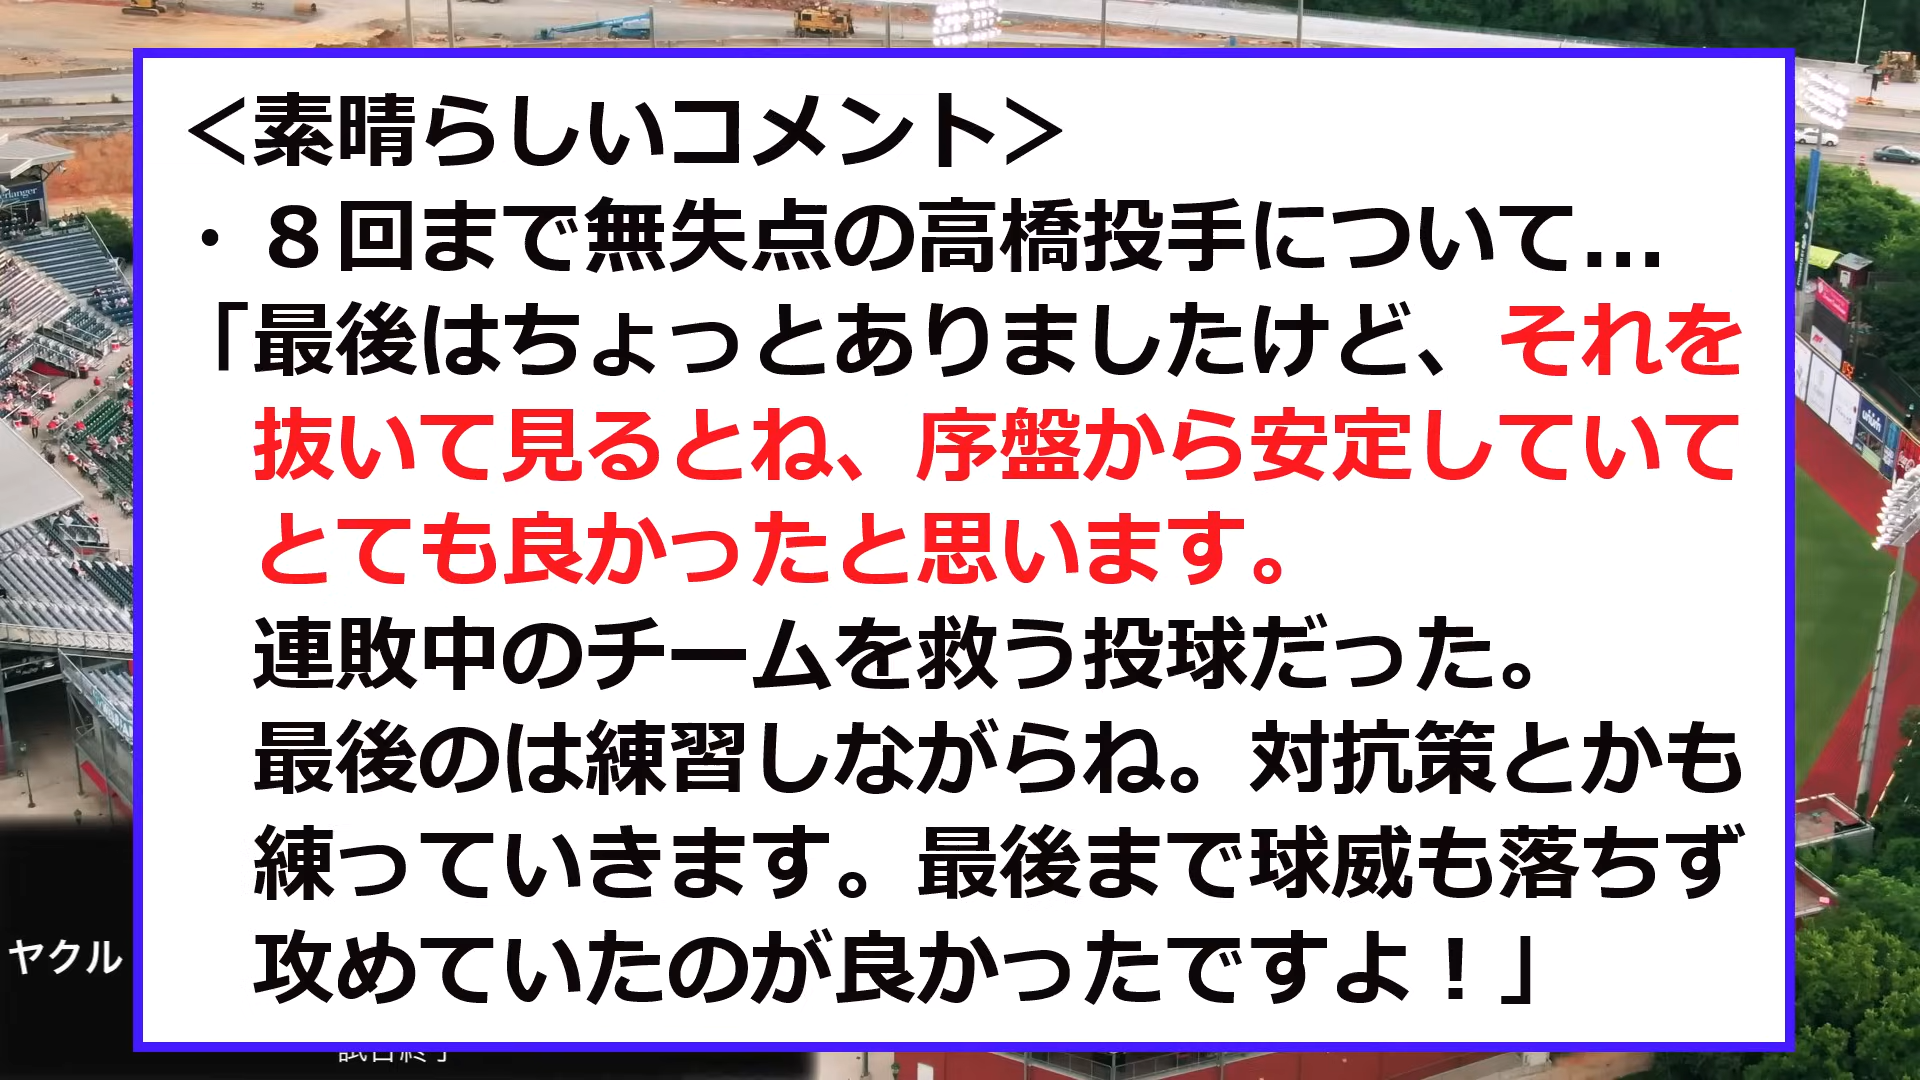 ＜素晴らしいコメント＞
・８回まで無失点の高橋投手について…
「最後はちょっとありましたけど、それを
抜いて見るとね、序盤から安定していて
とても良かったと思います。
連敗中のチームを救う投球だった。
最後のは練習しながらね。対抗策とかも
練っていきます。最後まで球威も落ちず
攻めていたのが良かったですよ！」
ヤクル